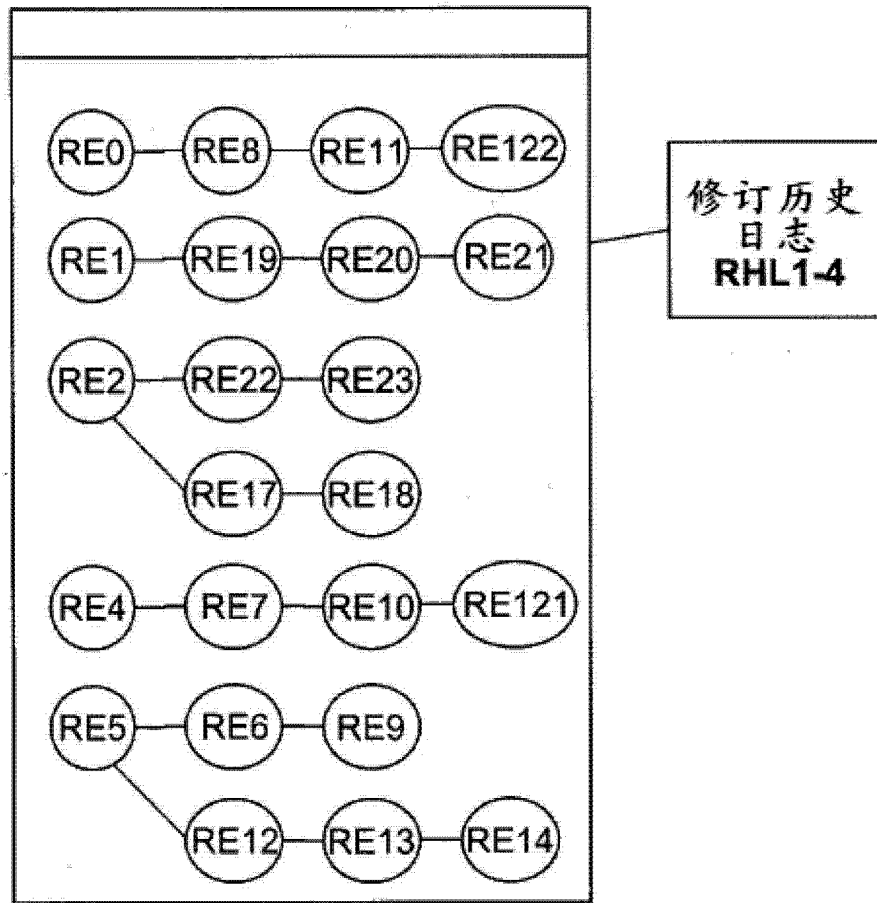 RE0 RE8 RE11 RE122
RE1 RE19 RE20 RE21
RE2 RE22 RE23
RE17 RE18
RE4 RE7 RE10 RE121
RE5 RE6 RE9
RE12 RE13 RE14
修订历史
日志
RHL1-4